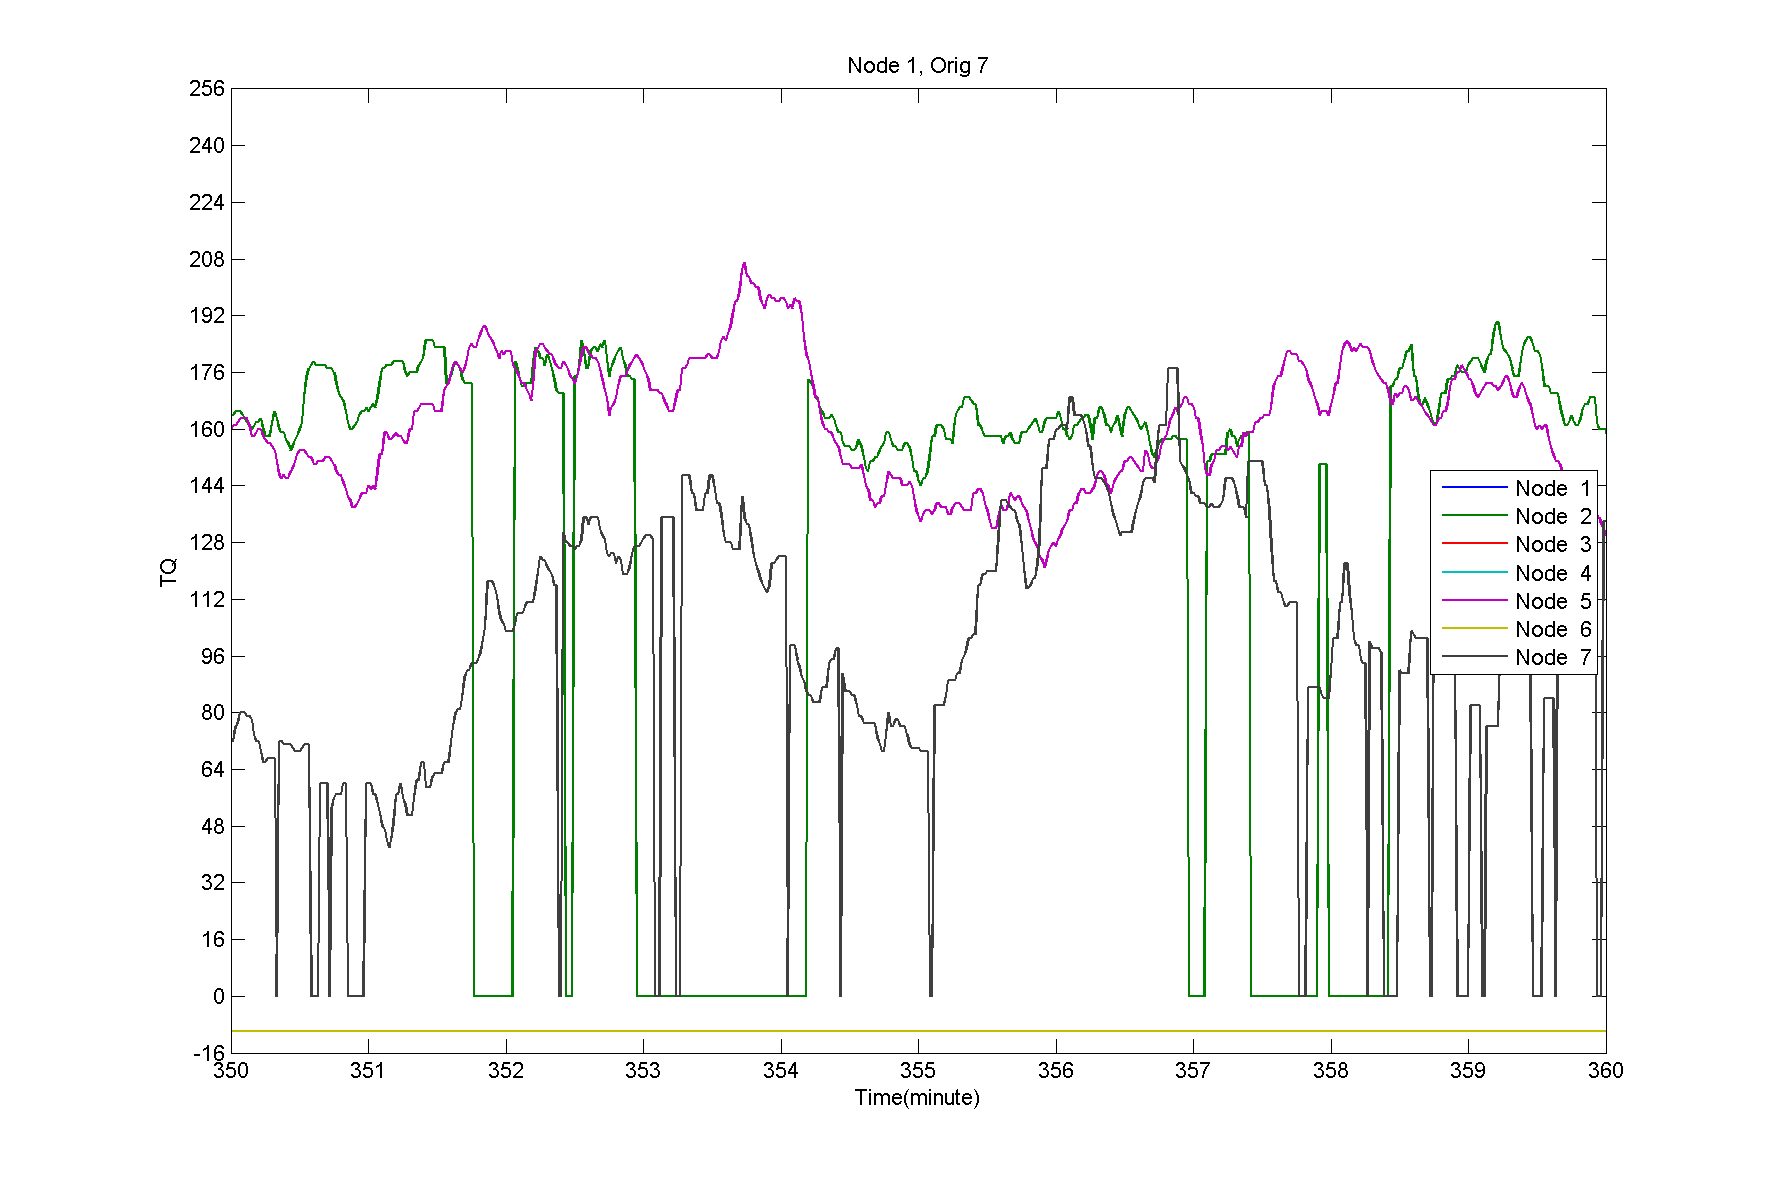 Node 1, Orig 7
256
240
224
208
192
176
160
144
128
112
96
80
64
48
32
16
0
-16
TQ
Node 1
Node 2
Node 3
Node 4
Node 5
Node 6
Node 7
350 351 352 353 354 355 356 357 358 359 360
Time(minute)